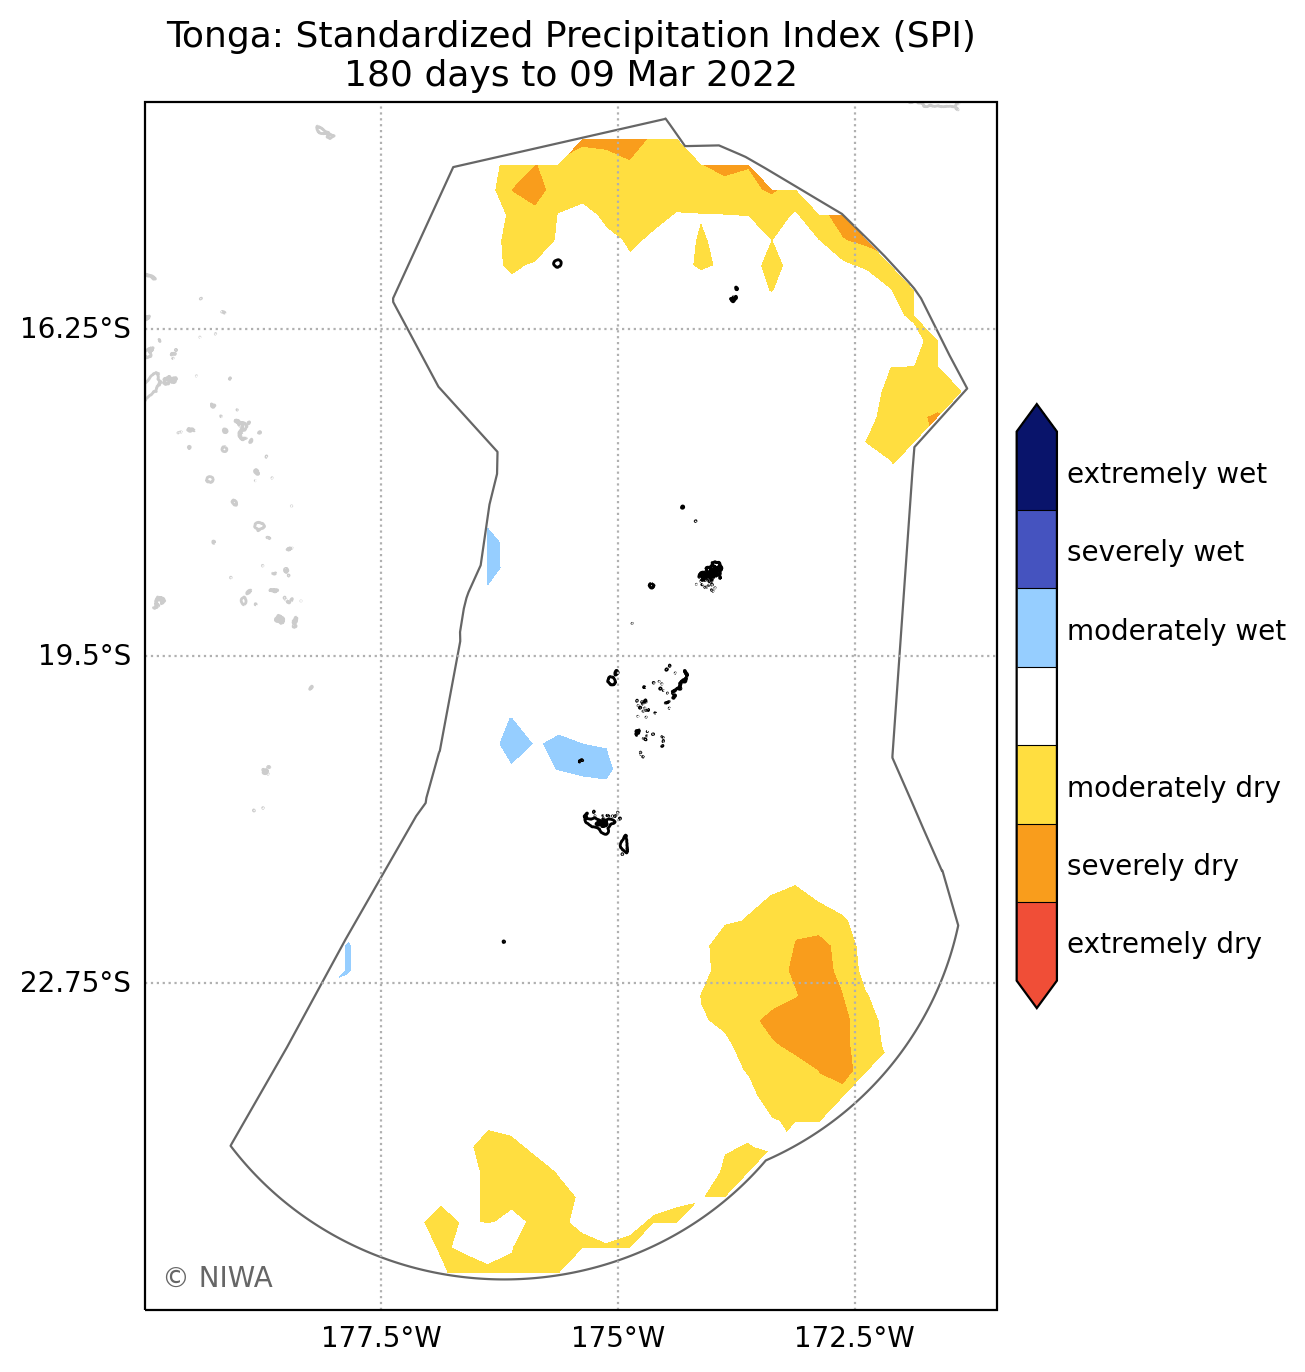 Tonga: Standardized Precipitation Index (SPI)
180 days to 09 Mar 2022
16.25°S
19.5°S
22.75°S
177.5°W
175°W
172.5°W
extremely wet
severely wet
moderately wet
moderately dry
severely dry
extremely dry
© NIWA